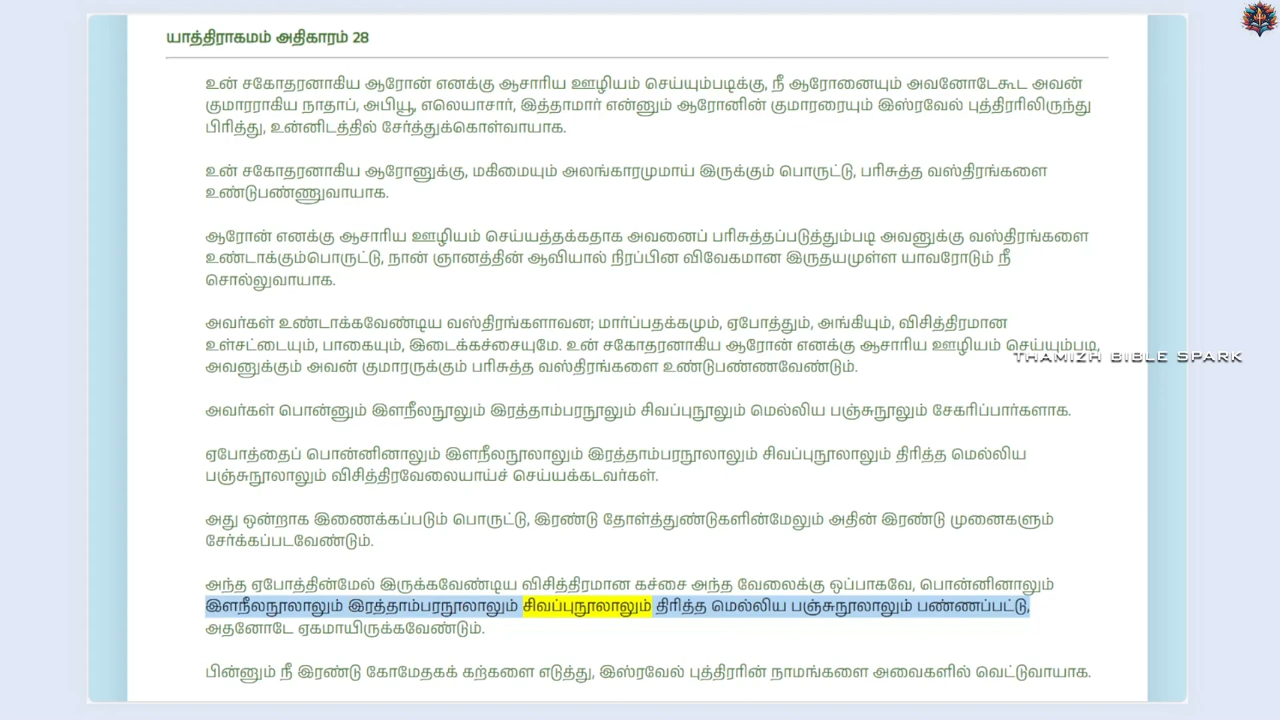 யாத்திராகமம் அதிகாரம் 28
உன் சகோதரனாகிய ஆரோன் எனக்கு ஆசாரிய ஊழியம் செய்யும்படிக்கு, நீ ஆரோனையும் அவனோடேகூட அவன்
குமாரராகிய நாதாப், அபியூ, எலெயாசார், இத்தாமார் என்னும் ஆரோனின் குமாரரையும் இஸ்ரவேல் புத்திரரிலிருந்து
பிரித்து, உன்னிடத்தில் சேர்த்துக்கொள்வாயாக.
உன் சகோதரனாகிய ஆரோனுக்கு, மகிமையும் அலங்காரமுமாய் இருக்கும் பொருட்டு, பரிசுத்த வஸ்திரங்களை
உண்டுபண்ணுவாயாக.
ஆரோன் எனக்கு ஆசாரிய ஊழியம் செய்யத்தக்கதாக அவனைப் பரிசுத்தப்படுத்தும்படி அவனுக்கு வஸ்திரங்களை
உண்டாக்கும்பொருட்டு, நான் ஞானத்தின் ஆவியால் நிரப்பின விவேகமான இருதயமுள்ள யாவரோடும் நீ
சொல்லுவாயாக.
அவர்கள் உண்டாக்கவேண்டிய வஸ்திரங்களாவன; மார்ப்பதக்கமும், ஏபோத்தும், அங்கியும், விசித்திரமான
உள்சட்டையும், பாகையும், இடைக்கச்சையுமே. உன் சகோதரனாகிய ஆரோன் எனக்கு ஆசாரிய ஊழியம் செய்யும்படி,
THAMIZH BIBLE SPARK
அவனுக்கும் அவன் குமாரருக்கும் பரிசுத்த வஸ்திரங்களை உண்டுபண்ணவேண்டும்.
அவர்கள் பொன்னும் இளநீலநூலும் இரத்தாம்பரநூலும் சிவப்புநூலும் மெல்லிய பஞ்சுநூலும் சேகரிப்பார்களாக.
ஏபோத்தைப் பொன்னினாலும் இளநீலநூலாலும் இரத்தாம்பரநூலாலும் சிவப்புநூலாலும் திரித்த மெல்லிய
பஞ்சுநூலாலும் விசித்திரவேலையாய்ச் செய்யக்கடவர்கள்.
அது ஒன்றாக இணைக்கப்படும் பொருட்டு, இரண்டு தோள்த்துண்டுகளின்மேலும் அதின் இரண்டு முனைகளும்
சேர்க்கப்படவேண்டும்.
அந்த ஏபோத்தின்மேல் இருக்கவேண்டிய விசித்திரமான கச்சை அந்த வேலைக்கு ஒப்பாகவே, பொன்னினாலும்
இளநீலநூலாலும் இரத்தாம்பரநூலாலும் சிவப்புநூலாலும் திரித்த மெல்லிய பஞ்சுநூலாலும் பண்ணப்பட்டு,
அதனோடே ஏகமாயிருக்கவேண்டும்.
பின்னும் நீ இரண்டு கோமேதகக் கற்களை எடுத்து, இஸ்ரவேல் புத்திரரின் நாமங்களை அவைகளில் வெட்டுவாயாக.